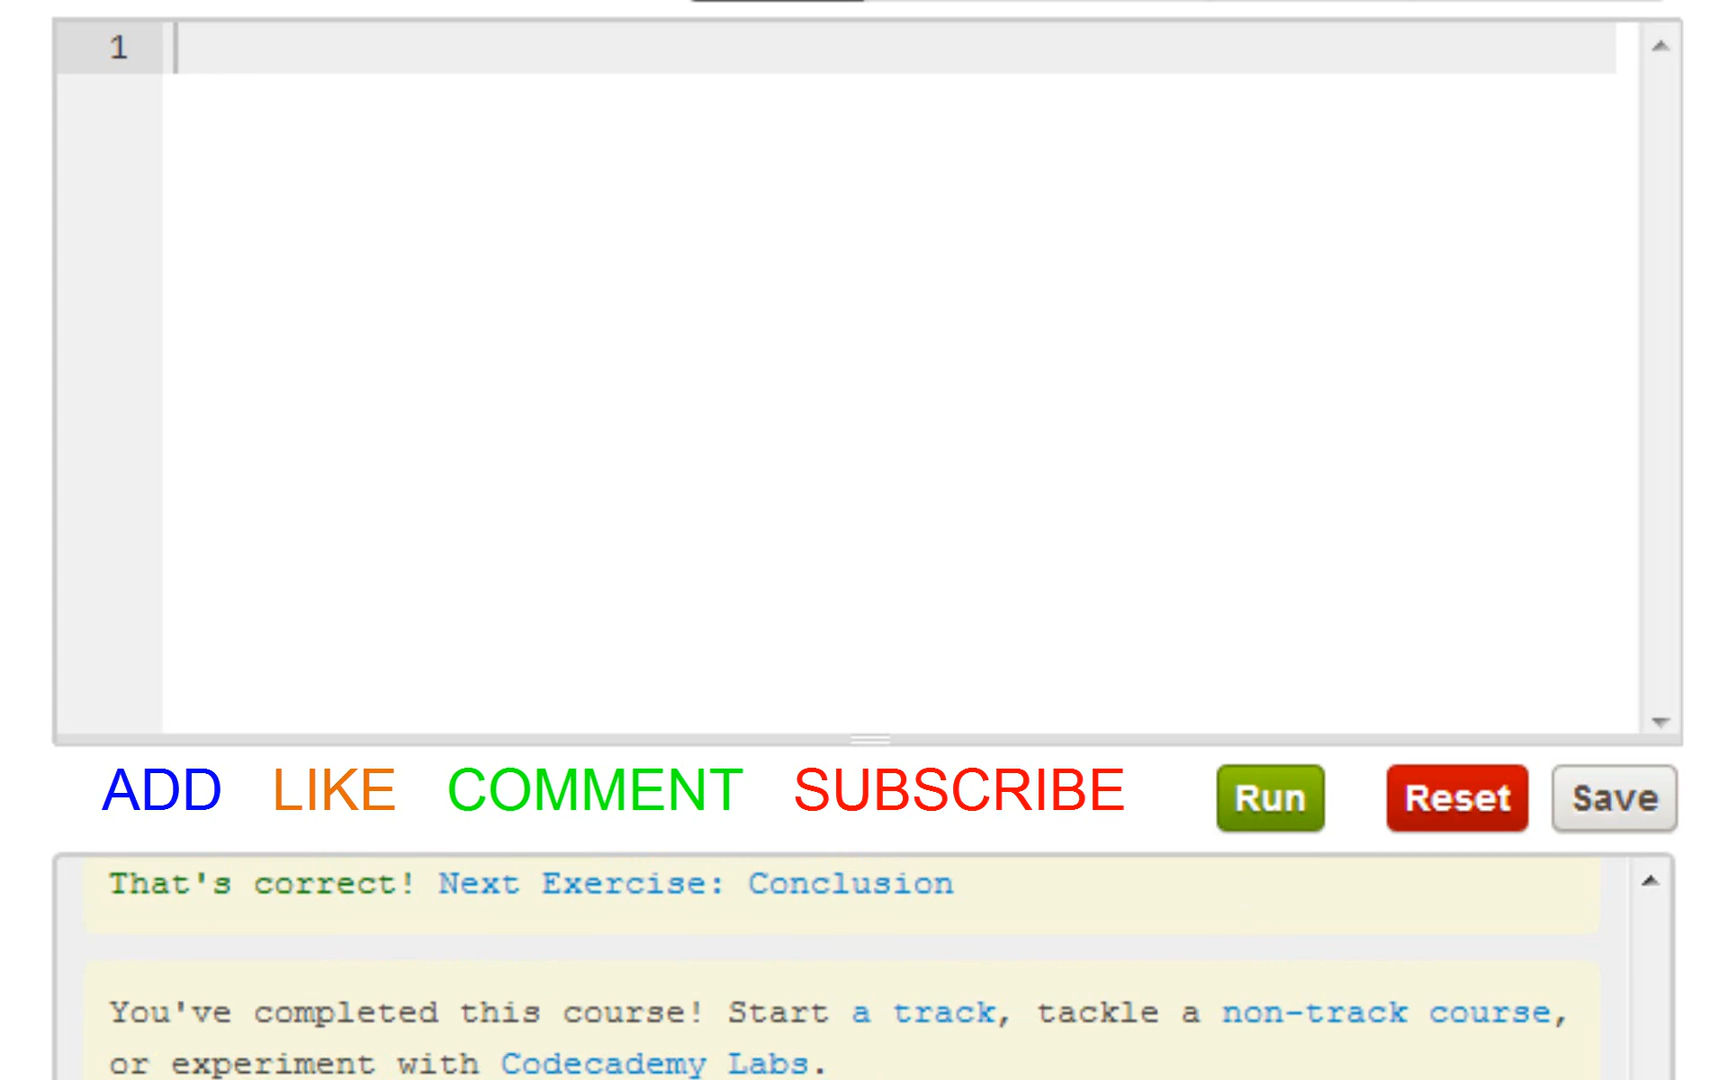 1
ADD LIKE COMMENT SUBSCRIBE Run Reset Save
That's correct! Next Exercise: Conclusion
You've completed this course! Start a track, tackle a non-track course,
or experiment with Codecademy Labs.